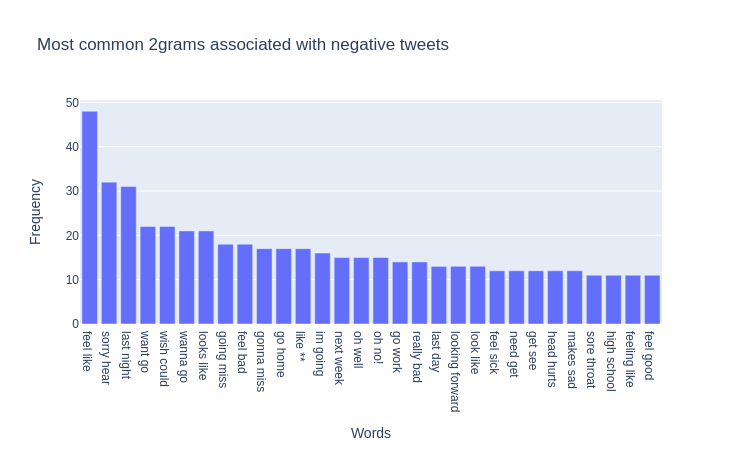 Most common 2grams associated with negative tweets
Frequency
50
40
30
20
10
0
feel like
sorry hear
last night
want go
wish could
wanna go
looks like
going miss
feel bad
gonna miss
go home
like **
im going
next week
oh well
oh no!
go work
really bad
last day
looking forward
look like
feel sick
need get
get see
head hurts
makes sad
sore throat
high school
feeling like
feel good
Words